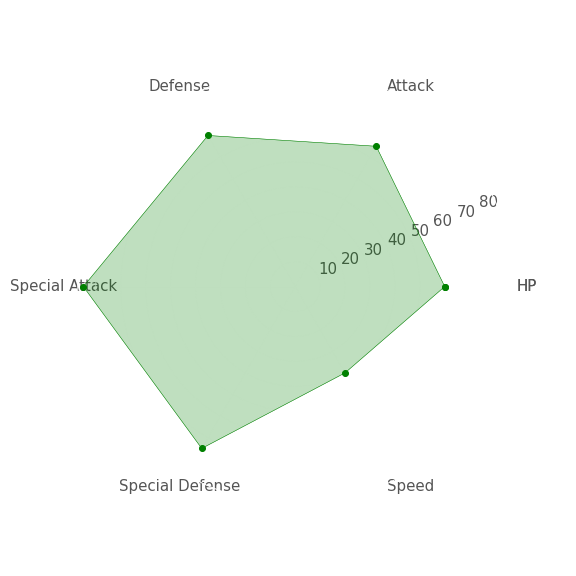 Defense
Attack
80
70
60
50
40
30
20
10
Special Attack
HP
Special Defense
Speed